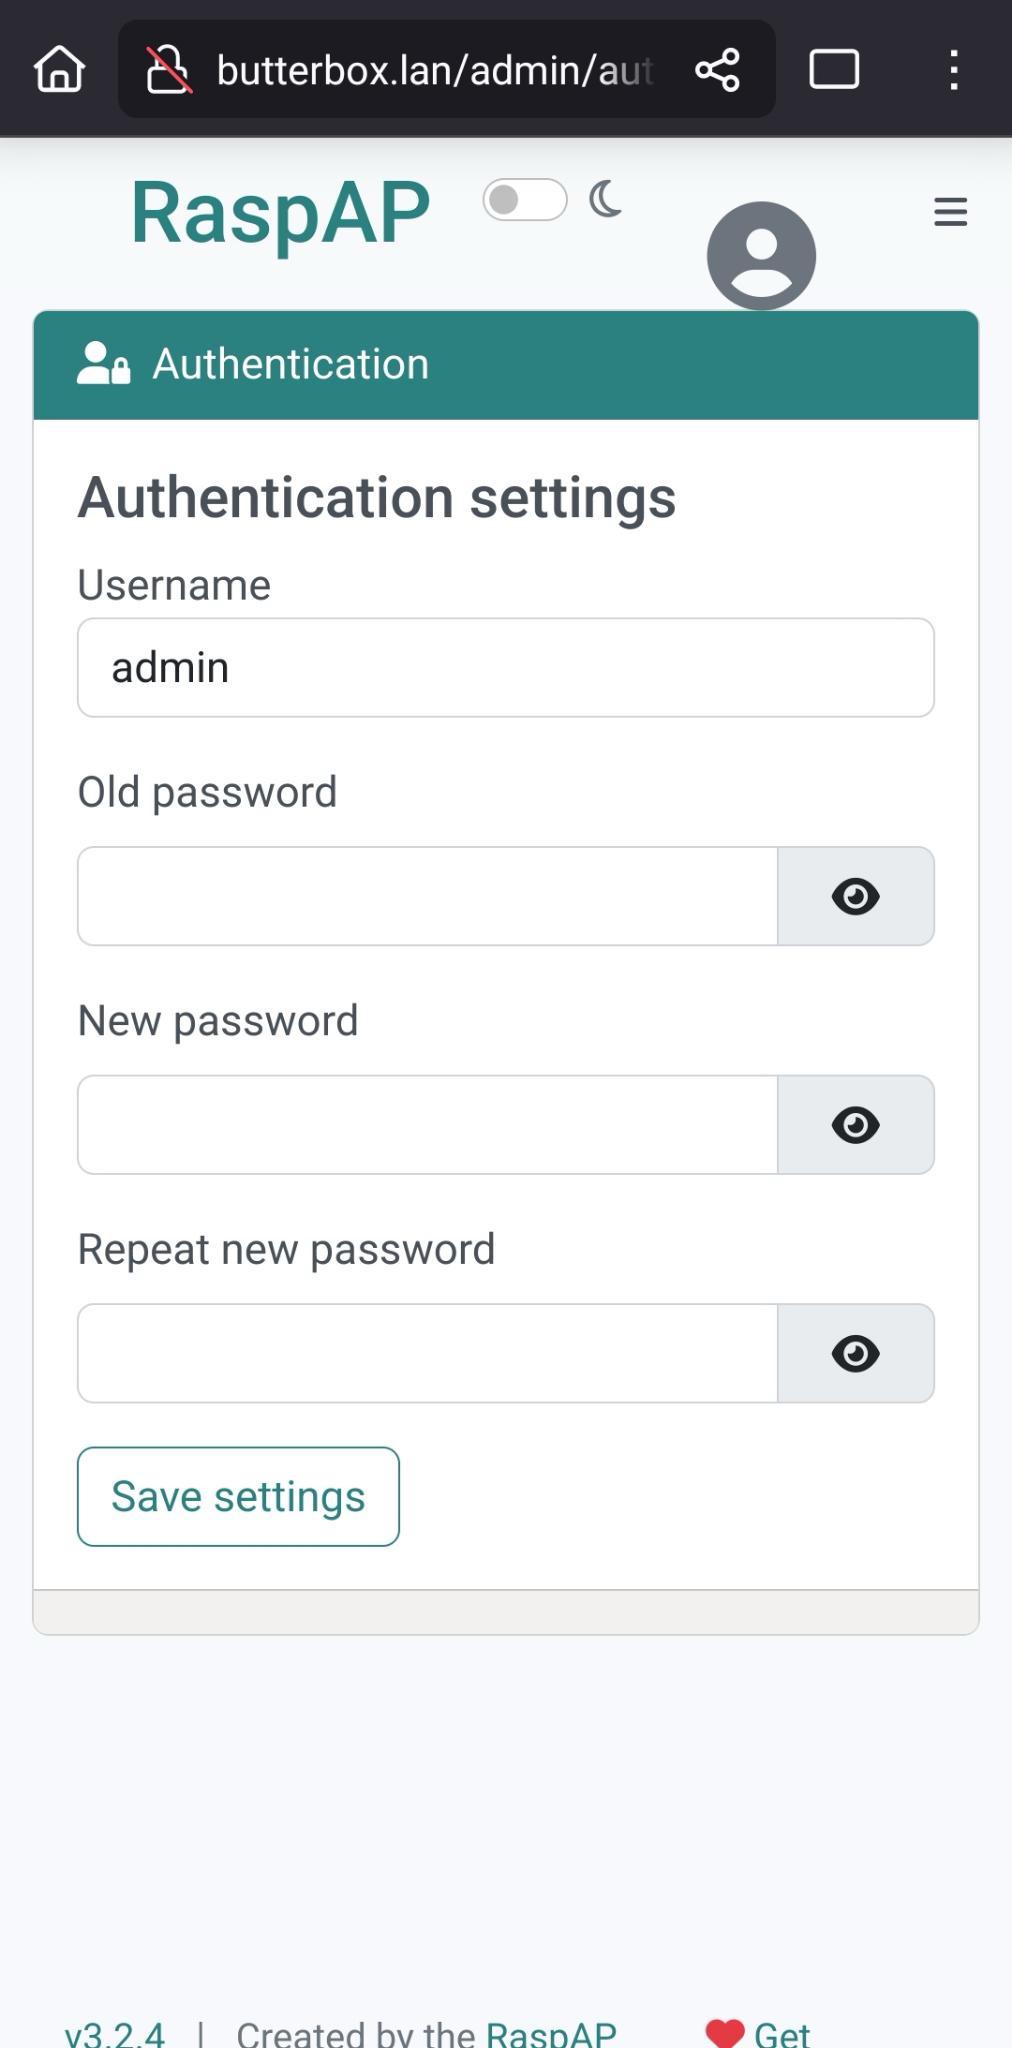 butterbox.lan/admin/aut
RaspAP
Authentication
Authentication settings
Username
admin
Old password
New password
Repeat new password
Save settings
v3.2.4 | Created by the RaspAP
Get